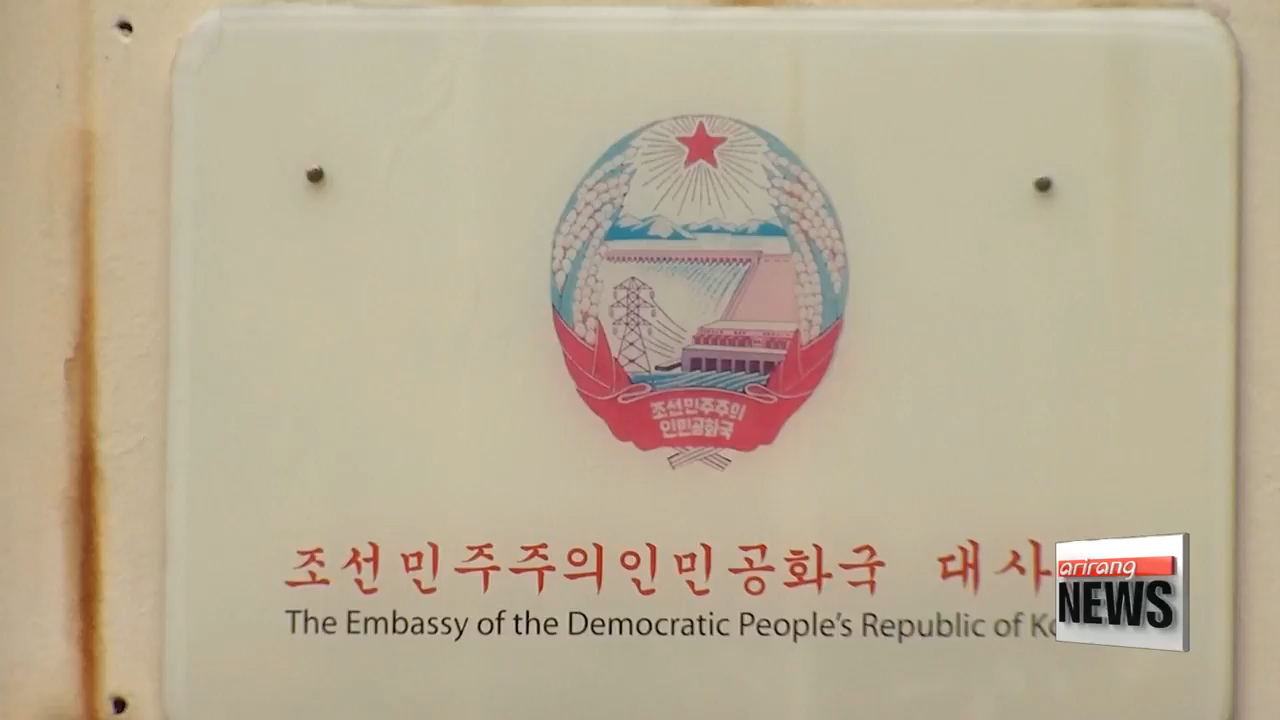 조선민주주의
인민공화국
조선민주주의인민공화국 대사
The Embassy of the Democratic People's Republic of
arirang
NEWS